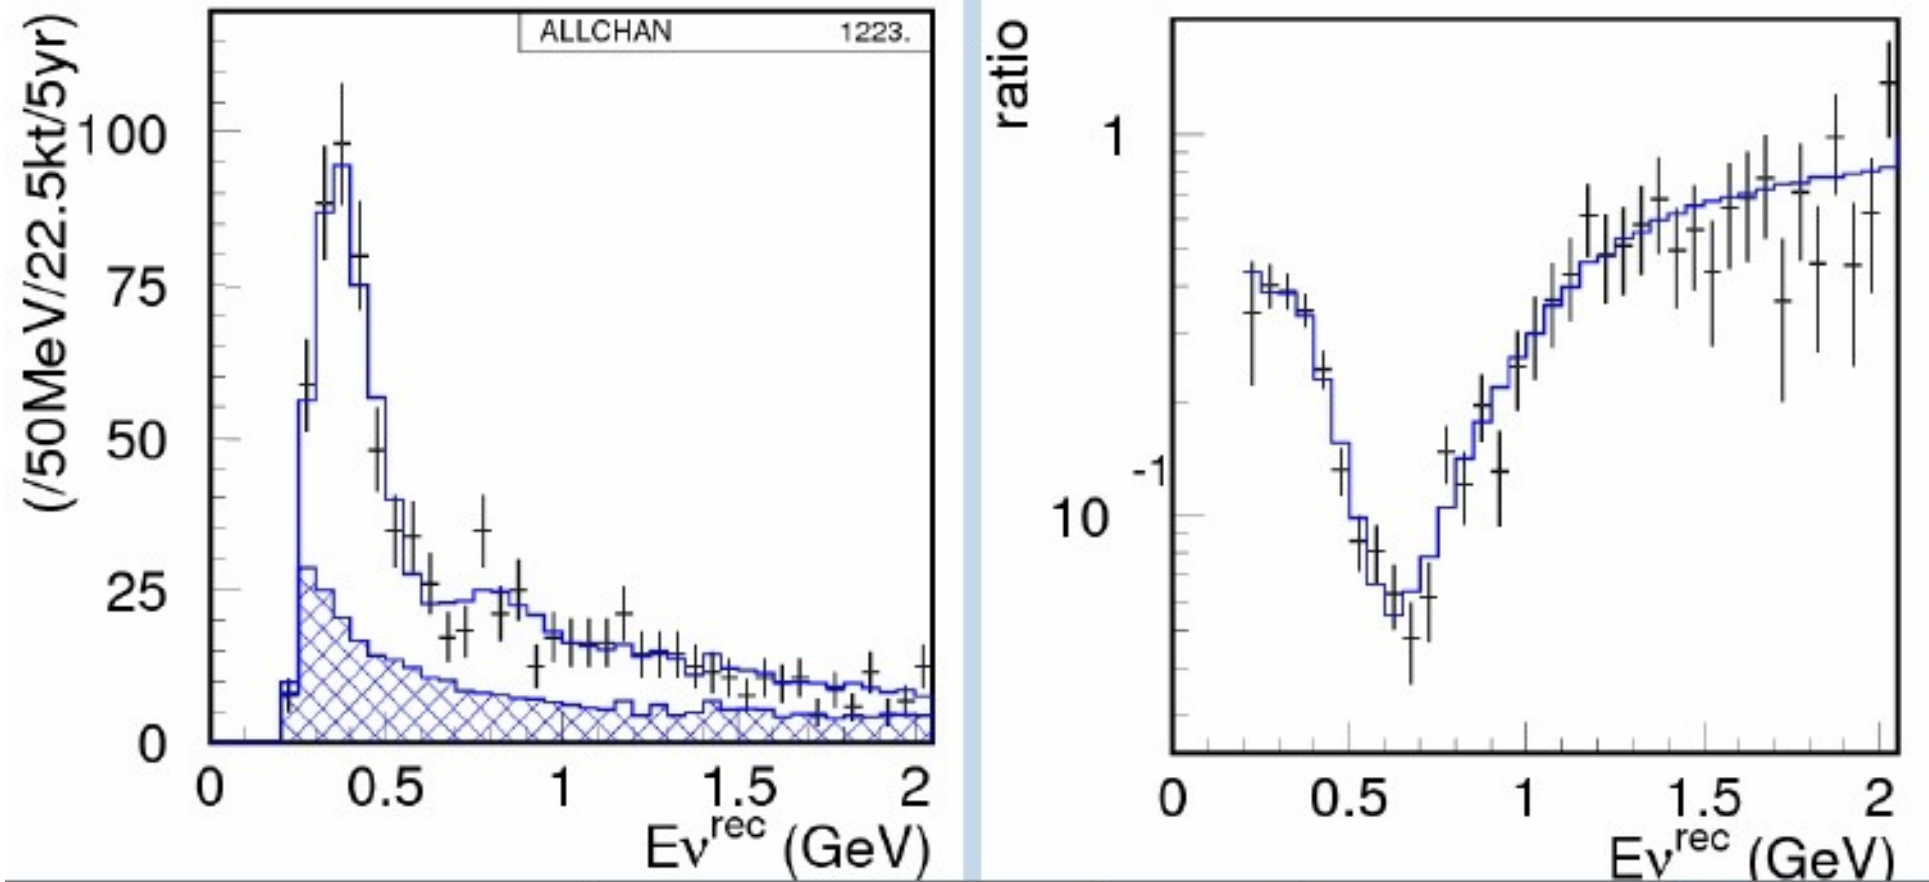 (/50MeV/22.5kt/5yr)
ALLCHAN 1223.
100
75
50
25
0
0 0.5 1 1.5 2
Eν^rec (GeV)
ratio
1
10^-1
0 0.5 1 1.5 2
Eν^rec (GeV)